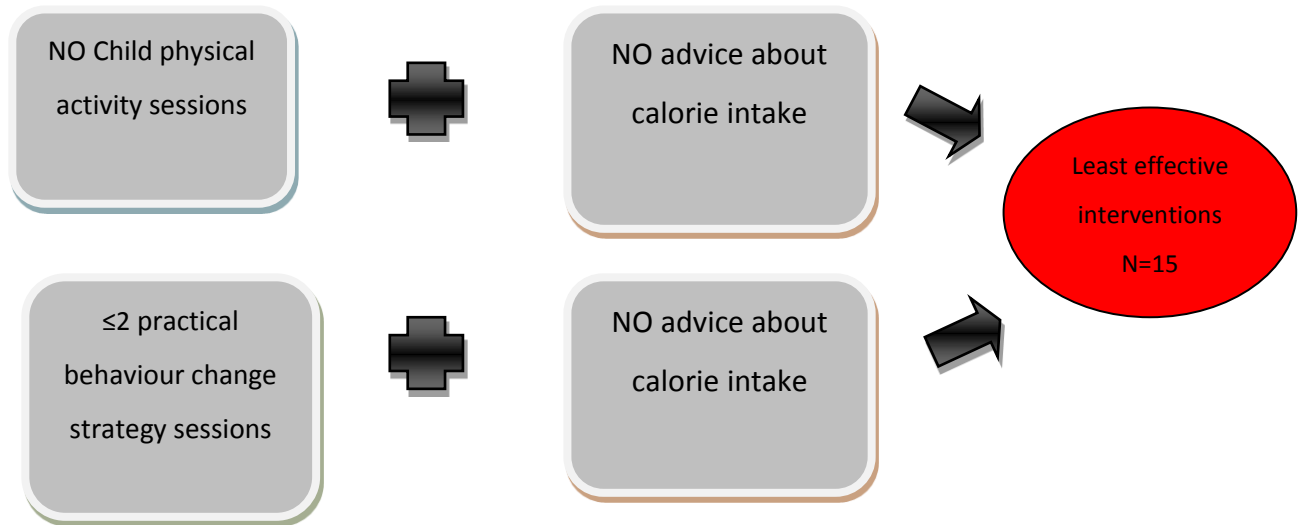 NO Child physical
activity sessions
NO advice about
calorie intake
Least effective
interventions
N=15
≤2 practical
behaviour change
strategy sessions
NO advice about
calorie intake